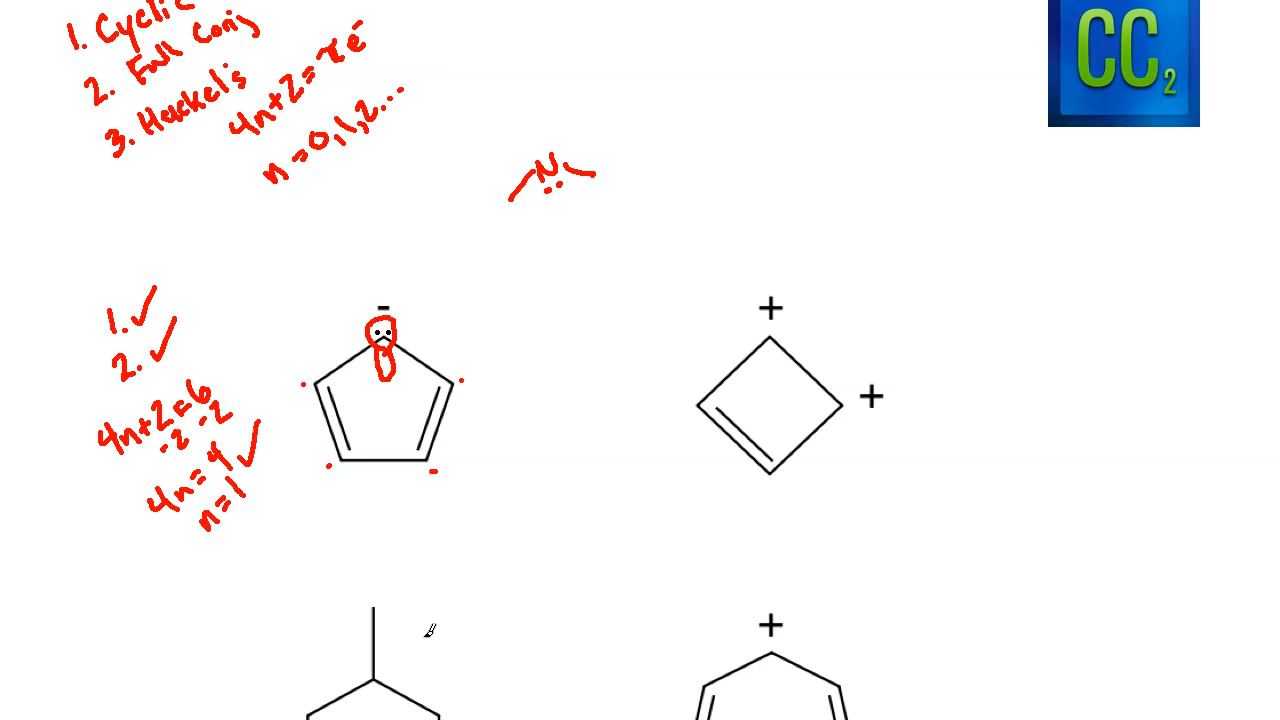 1. Cyclic
2. Full Conj
3. Huckel's
4n+2 = πe⁻
n = 0, 1, 2...
N
CC2
1. ✓
2. ✓
4n+2 = 6
-2 -2
4n = 4 ✓
n = 1
-
+
+
+